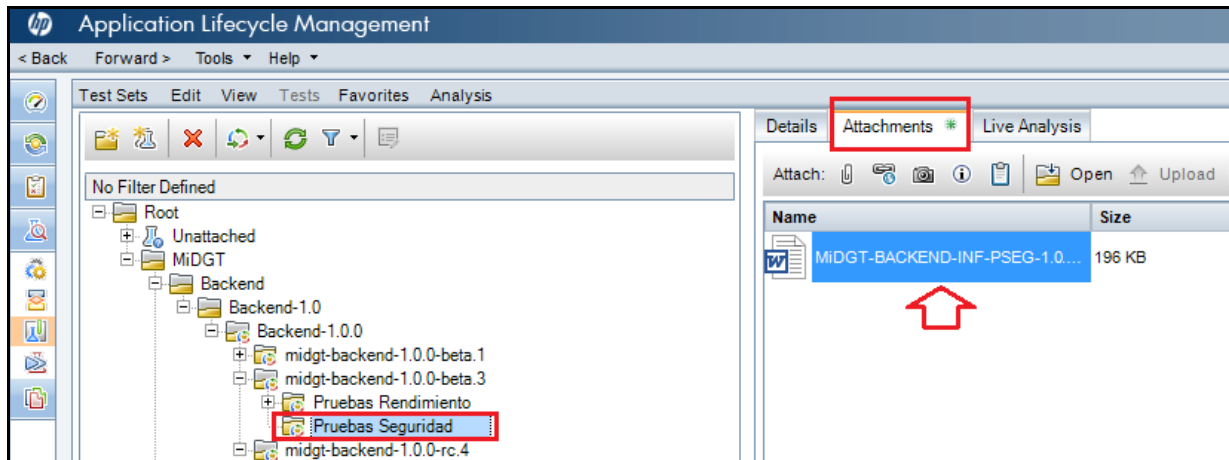 hp Application Lifecycle Management
< Back Forward > Tools Help
Test Sets Edit View Tests Favorites Analysis
No Filter Defined
Root
Unattached
MiDGT
Backend
Backend-1.0
Backend-1.0.0
midgt-backend-1.0.0-beta.1
midgt-backend-1.0.0-beta.3
Pruebas Rendimiento
Pruebas Seguridad
midgt-backend-1.0.0-rc.4
Details Attachments * Live Analysis
Attach: Open Upload
Name Size
MiDGT-BACKEND-INF-PSEG-1.0.... 196 KB